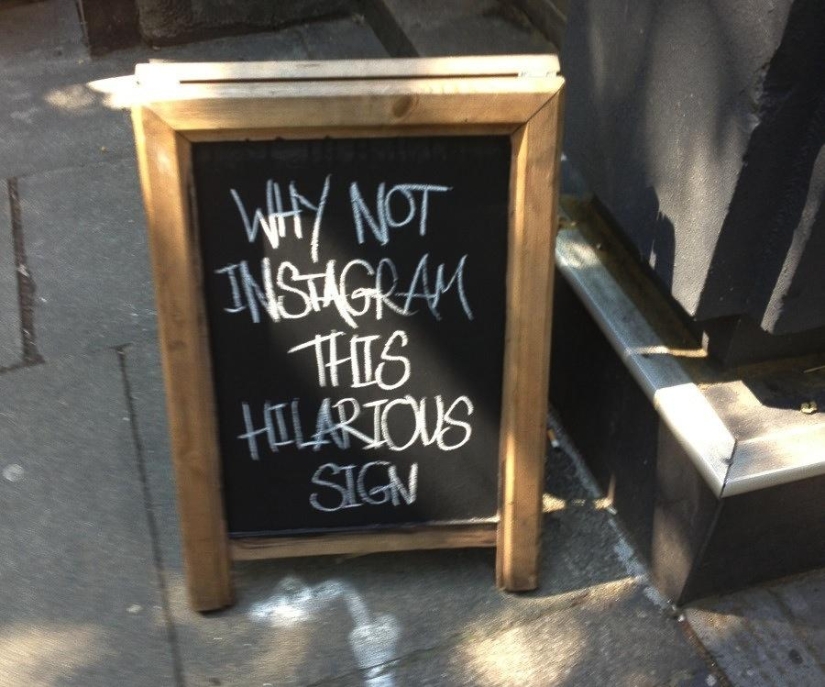 WHY NOT
INSTAGRAM
THIS
HILARIOUS
SIGN